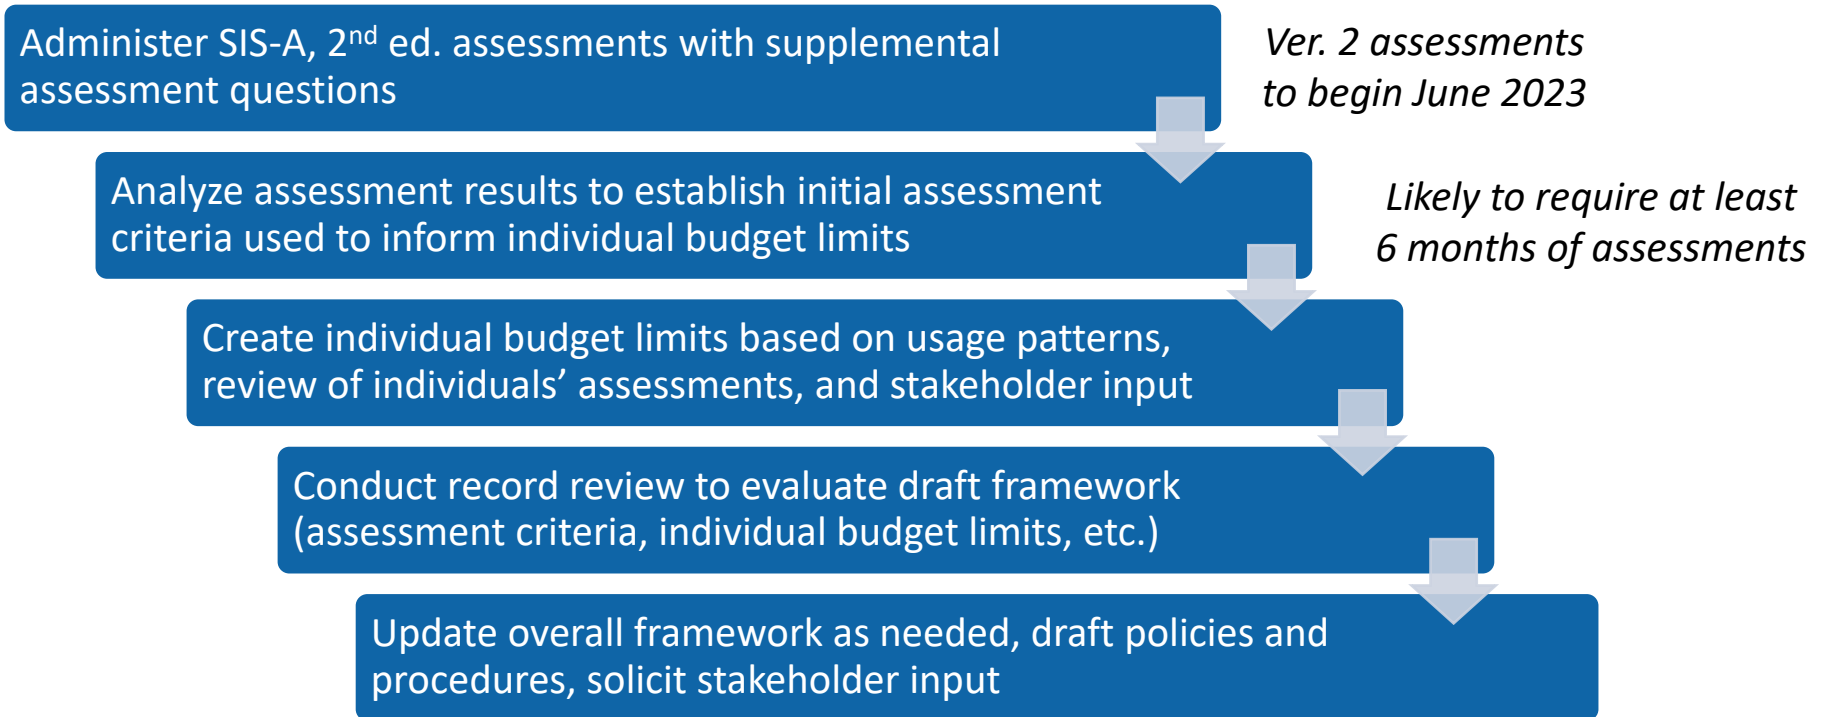 Administer SIS-A, 2nd ed. assessments with supplemental
assessment questions
Ver. 2 assessments
to begin June 2023
Analyze assessment results to establish initial assessment
criteria used to inform individual budget limits
Likely to require at least
6 months of assessments
Create individual budget limits based on usage patterns,
review of individuals’ assessments, and stakeholder input
Conduct record review to evaluate draft framework
(assessment criteria, individual budget limits, etc.)
Update overall framework as needed, draft policies and
procedures, solicit stakeholder input